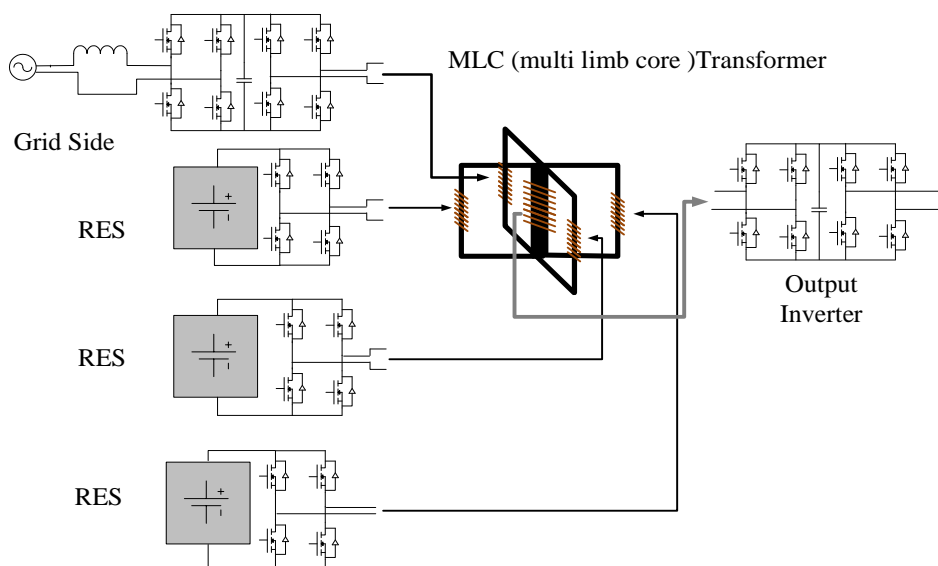 MLC (multi limb core )Transformer
Grid Side
RES
RES
RES
Output
Inverter